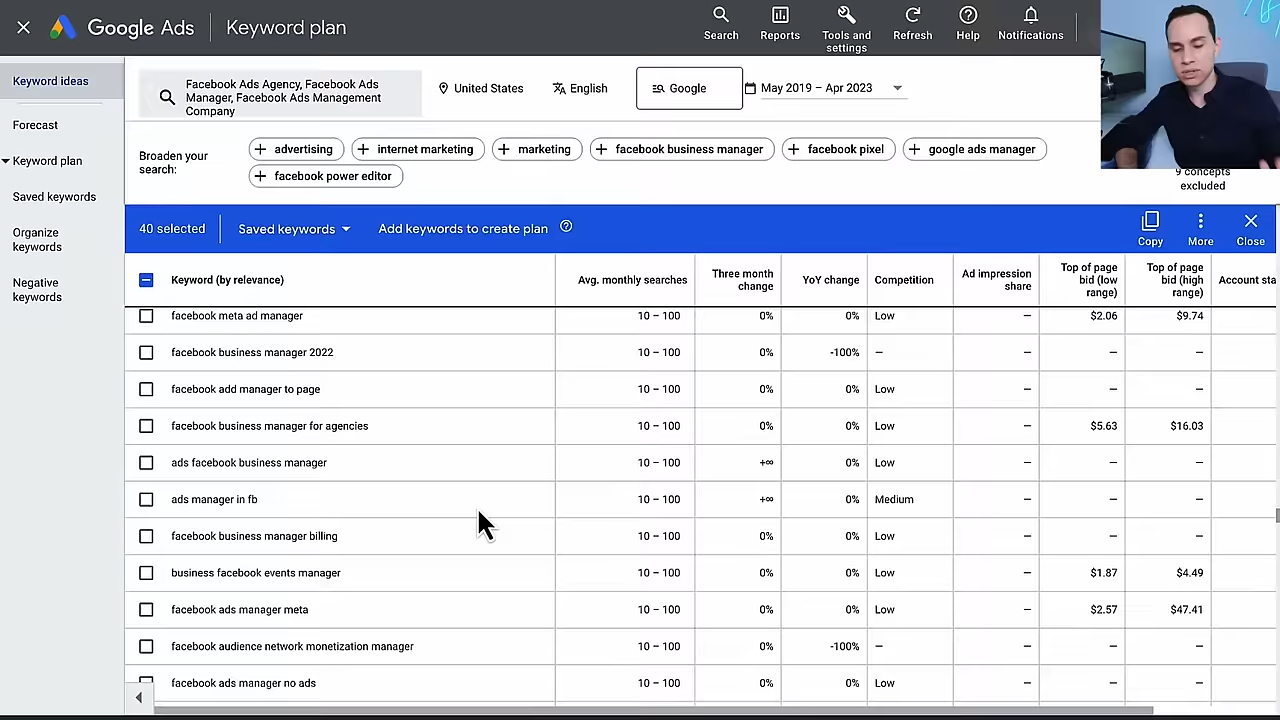 Google Ads
Keyword plan
Search
Reports
Tools and
settings
Refresh
Help
Notifications
Keyword ideas
Forecast
Keyword plan
Saved keywords
Organize
keywords
Negative
keywords
Facebook Ads Agency, Facebook Ads
Manager, Facebook Ads Management
Company
United States
English
Google
May 2019 – Apr 2023
Broaden your
search:
advertising
internet marketing
marketing
facebook business manager
facebook pixel
google ads manager
facebook power editor
9 concepts
excluded
40 selected
Saved keywords
Add keywords to create plan
Copy
More
Close
Keyword (by relevance)
Avg. monthly searches
Three month
change
YoY change
Competition
Ad impression
share
Top of page
bid (low
range)
Top of page
bid (high
range)
Account sta
facebook meta ad manager 10 – 100 0% 0% Low – $2.06 $9.74
facebook business manager 2022 10 – 100 0% -100% – – – –
facebook add manager to page 10 – 100 0% 0% Low – – –
facebook business manager for agencies 10 – 100 0% 0% Low – $5.63 $16.03
ads facebook business manager 10 – 100 +∞ 0% Low – – –
ads manager in fb 10 – 100 +∞ 0% Medium – – –
facebook business manager billing 10 – 100 0% 0% Low – – –
business facebook events manager 10 – 100 0% 0% Low – $1.87 $4.49
facebook ads manager meta 10 – 100 0% 0% Low – $2.57 $47.41
facebook audience network monetization manager 10 – 100 0% -100% – – – –
facebook ads manager no ads 10 – 100 0% 0% Low – – –